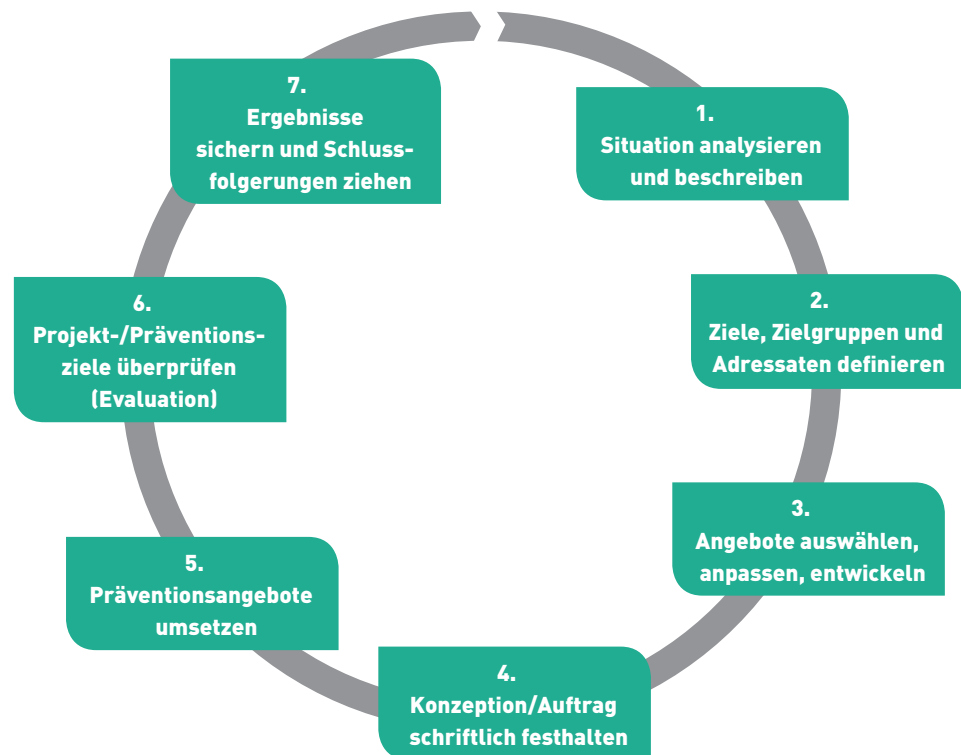 1.
Situation analysieren
und beschreiben
2.
Ziele, Zielgruppen und
Adressaten definieren
3.
Angebote auswählen,
anpassen, entwickeln
4.
Konzeption/Auftrag
schriftlich festhalten
5.
Präventionsangebote
umsetzen
6.
Projekt-/Präventions-
ziele überprüfen
(Evaluation)
7.
Ergebnisse
sichern und Schluss-
folgerungen ziehen